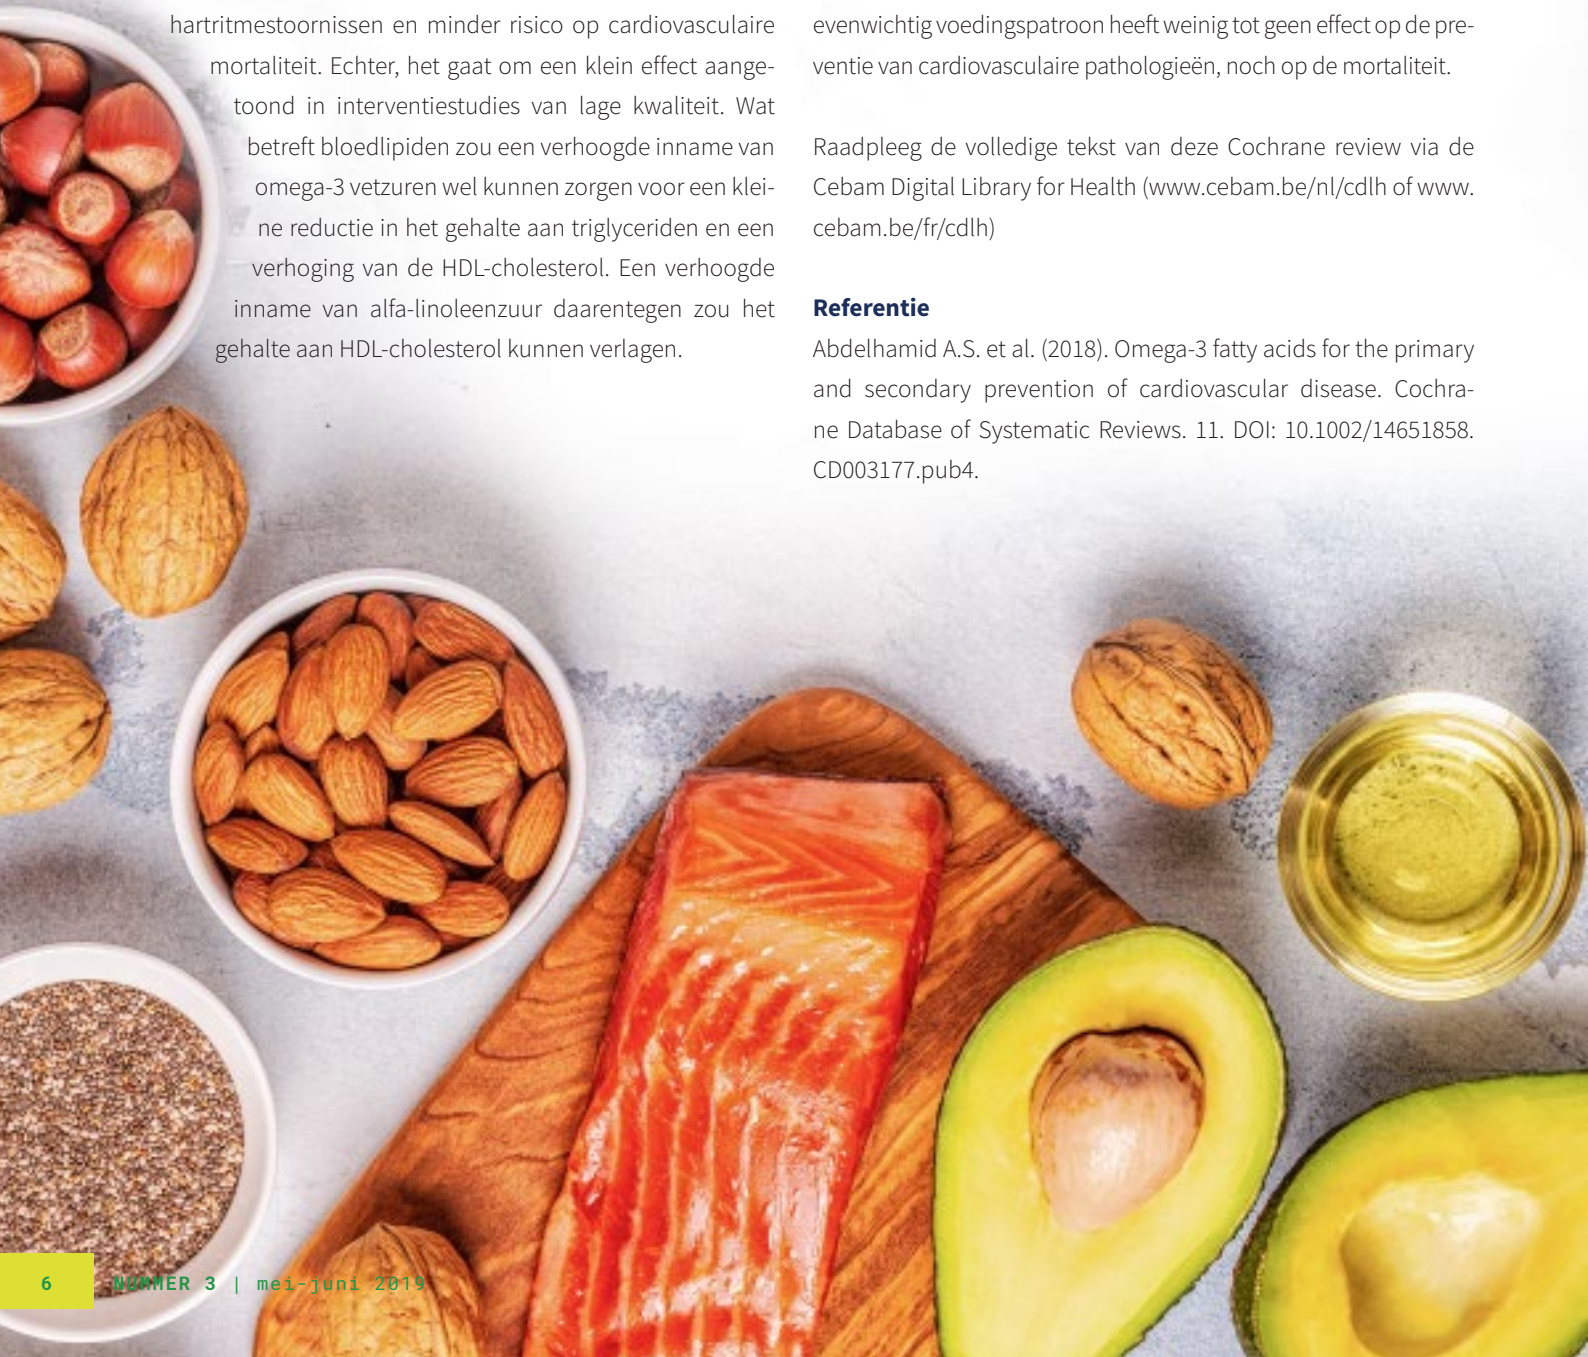 hartritmestoornissen en minder risico op cardiovasculaire
mortaliteit. Echter, het gaat om een klein effect aange-
toond in interventiestudies van lage kwaliteit. Wat
betreft bloedlipiden zou een verhoogde inname van
omega-3 vetzuren wel kunnen zorgen voor een klei-
ne reductie in het gehalte aan triglyceriden en een
verhoging van de HDL-cholesterol. Een verhoogde
inname van alfa-linoleenzuur daarentegen zou het
gehalte aan HDL-cholesterol kunnen verlagen.
evenwichtig voedingspatroon heeft weinig tot geen effect op de pre-
ventie van cardiovasculaire pathologieën, noch op de mortaliteit.
Raadpleeg de volledige tekst van deze Cochrane review via de
Cebam Digital Library for Health (www.cebam.be/nl/cdlh of www.
cebam.be/fr/cdlh)
Referentie
Abdelhamid A.S. et al. (2018). Omega-3 fatty acids for the primary
and secondary prevention of cardiovascular disease. Cochra-
ne Database of Systematic Reviews. 11. DOI: 10.1002/14651858.
CD003177.pub4.
6 NUMMER 3 | mei-juni 2019